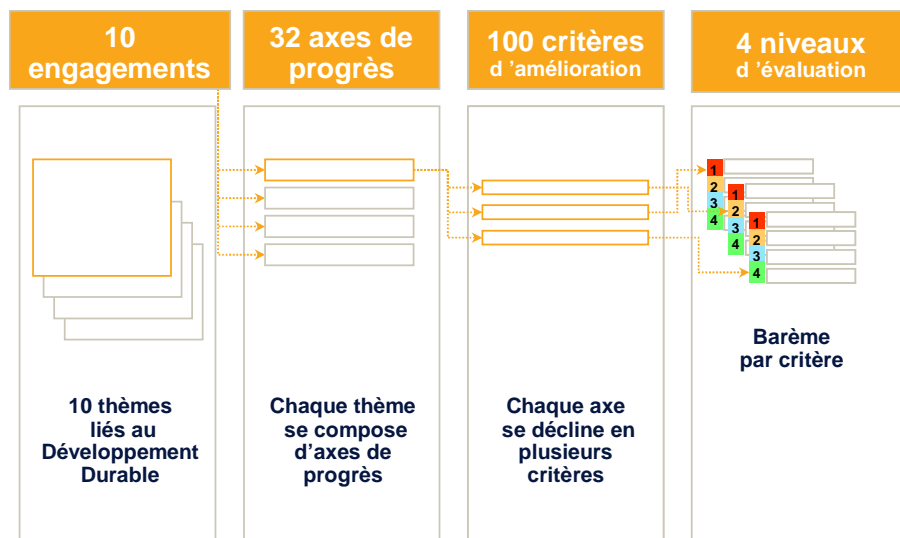 10
engagements
32 axes de
progrès
100 critères
d ’amélioration
4 niveaux
d ’évaluation
1
2
3
4
1
2
3
4
1
2
3
4
10 thèmes
liés au
Développement
Durable
Chaque thème
se compose
d’axes de
progrès
Chaque axe
se décline en
plusieurs
critères
Barème
par critère